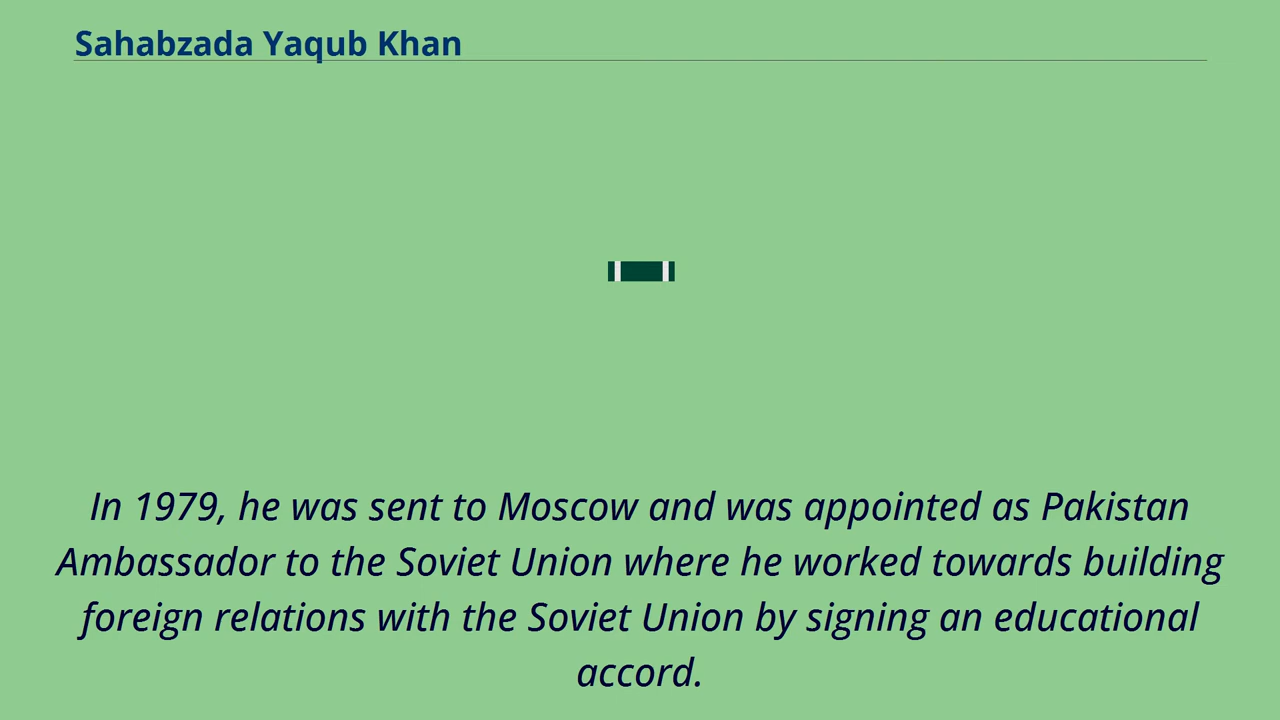 Sahabzada Yaqub Khan
In 1979, he was sent to Moscow and was appointed as Pakistan
Ambassador to the Soviet Union where he worked towards building
foreign relations with the Soviet Union by signing an educational
accord.